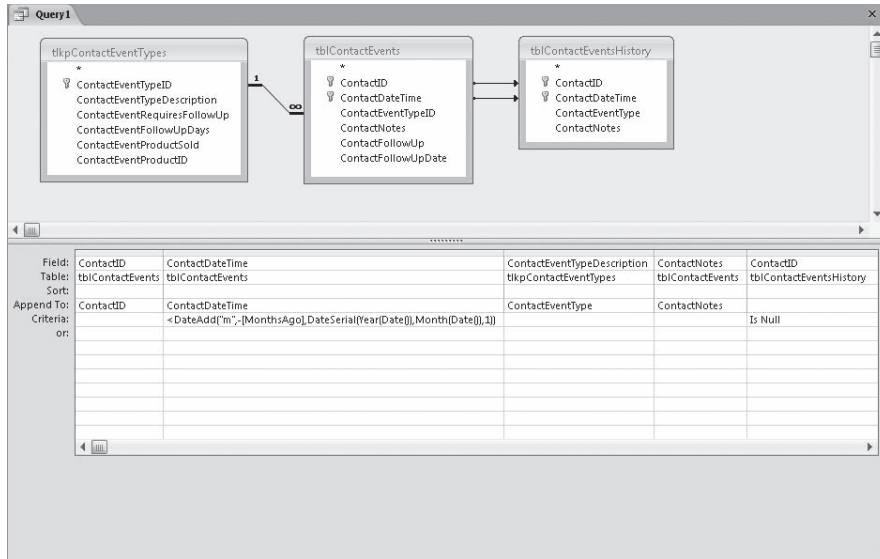 Query1
tlkpContactEventTypes
*
ContactEventTypeID
ContactEventTypeDescription
ContactEventRequiresFollowUp
ContactEventFollowUpDays
ContactEventProductSold
ContactEventProductID
1
∞
tblContactEvents
*
ContactID
ContactDateTime
ContactEventTypeID
ContactNotes
ContactFollowUp
ContactFollowUpDate
tblContactEventsHistory
*
ContactID
ContactDateTime
ContactEventType
ContactNotes
Field: ContactID ContactDateTime ContactEventTypeDescription ContactNotes ContactID
Table: tblContactEvents tblContactEvents tlkpContactEventTypes tblContactEvents tblContactEventsHistory
Sort:
Append To: ContactID ContactDateTime ContactEventType ContactNotes
Criteria: <DateAdd("m",-[MonthsAgo],DateSerial(Year(Date()),Month(Date()),1)) Is Null
or: